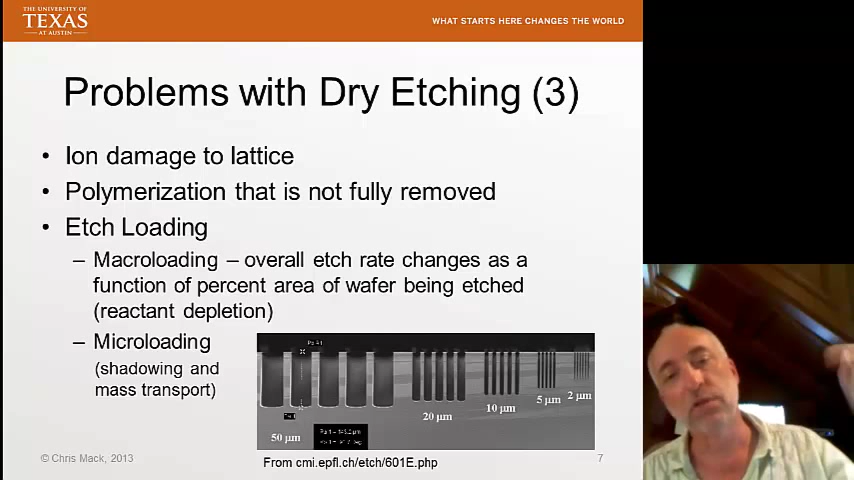 THE UNIVERSITY OF
TEXAS
AT AUSTIN
WHAT STARTS HERE CHANGES THE WORLD
Problems with Dry Etching (3)
• Ion damage to lattice
• Polymerization that is not fully removed
• Etch Loading
– Macroloading – overall etch rate changes as a
function of percent area of wafer being etched
(reactant depletion)
– Microloading
(shadowing and
mass transport)
50 µm
20 µm
10 µm
5 µm
2 µm
From cmi.epfl.ch/etch/601E.php
© Chris Mack, 2013
7